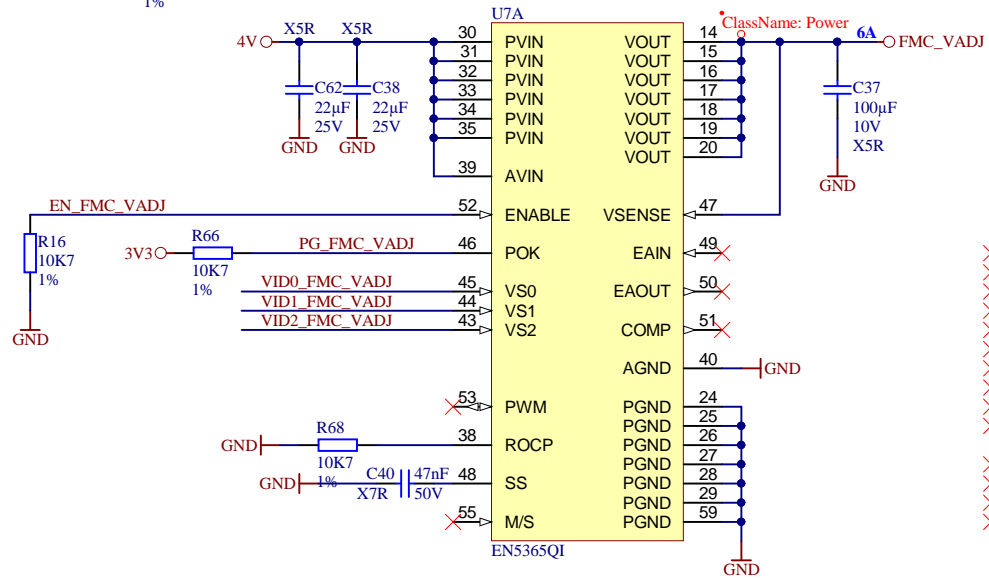 1%
U7A
ClassName: Power
4V
X5R
X5R
30
PVIN
VOUT
14
6A
FMC_VADJ
31
PVIN
VOUT
15
32
PVIN
VOUT
16
C62
C38
C37
33
PVIN
VOUT
17
22µF
22µF
100µF
34
PVIN
VOUT
18
25V
25V
10V
35
PVIN
VOUT
19
GND
GND
X5R
VOUT
20
39
AVIN
GND
EN_FMC_VADJ
52
ENABLE
VSENSE
47
R16
10K7
1%
3V3
R66
PG_FMC_VADJ
46
POK
EAIN
49
10K7
1%
VID0_FMC_VADJ
45
VS0
EAOUT
50
VID1_FMC_VADJ
44
VS1
VID2_FMC_VADJ
43
VS2
COMP
51
GND
AGND
40
GND
53
PWM
PGND
24
PGND
25
R68
GND
38
ROCP
PGND
26
10K7
1%
PGND
27
C40
47nF
GND
48
SS
PGND
28
X7R
50V
PGND
29
55
M/S
PGND
59
EN5365QI
GND